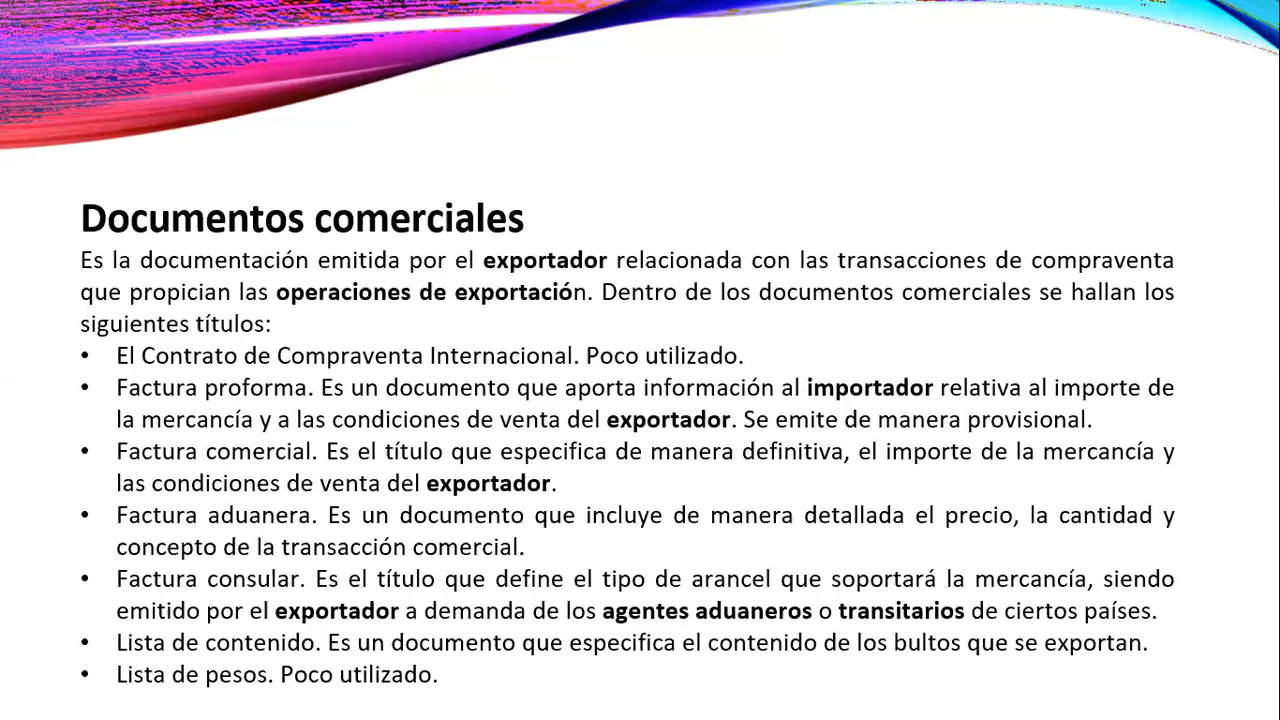 Documentos comerciales
Es la documentación emitida por el exportador relacionada con las transacciones de compraventa
que propician las operaciones de exportación. Dentro de los documentos comerciales se hallan los
siguientes títulos:
• El Contrato de Compraventa Internacional. Poco utilizado.
• Factura proforma. Es un documento que aporta información al importador relativa al importe de
la mercancía y a las condiciones de venta del exportador. Se emite de manera provisional.
• Factura comercial. Es el título que especifica de manera definitiva, el importe de la mercancía y
las condiciones de venta del exportador.
• Factura aduanera. Es un documento que incluye de manera detallada el precio, la cantidad y
concepto de la transacción comercial.
• Factura consular. Es el título que define el tipo de arancel que soportará la mercancía, siendo
emitido por el exportador a demanda de los agentes aduaneros o transitarios de ciertos países.
• Lista de contenido. Es un documento que especifica el contenido de los bultos que se exportan.
• Lista de pesos. Poco utilizado.